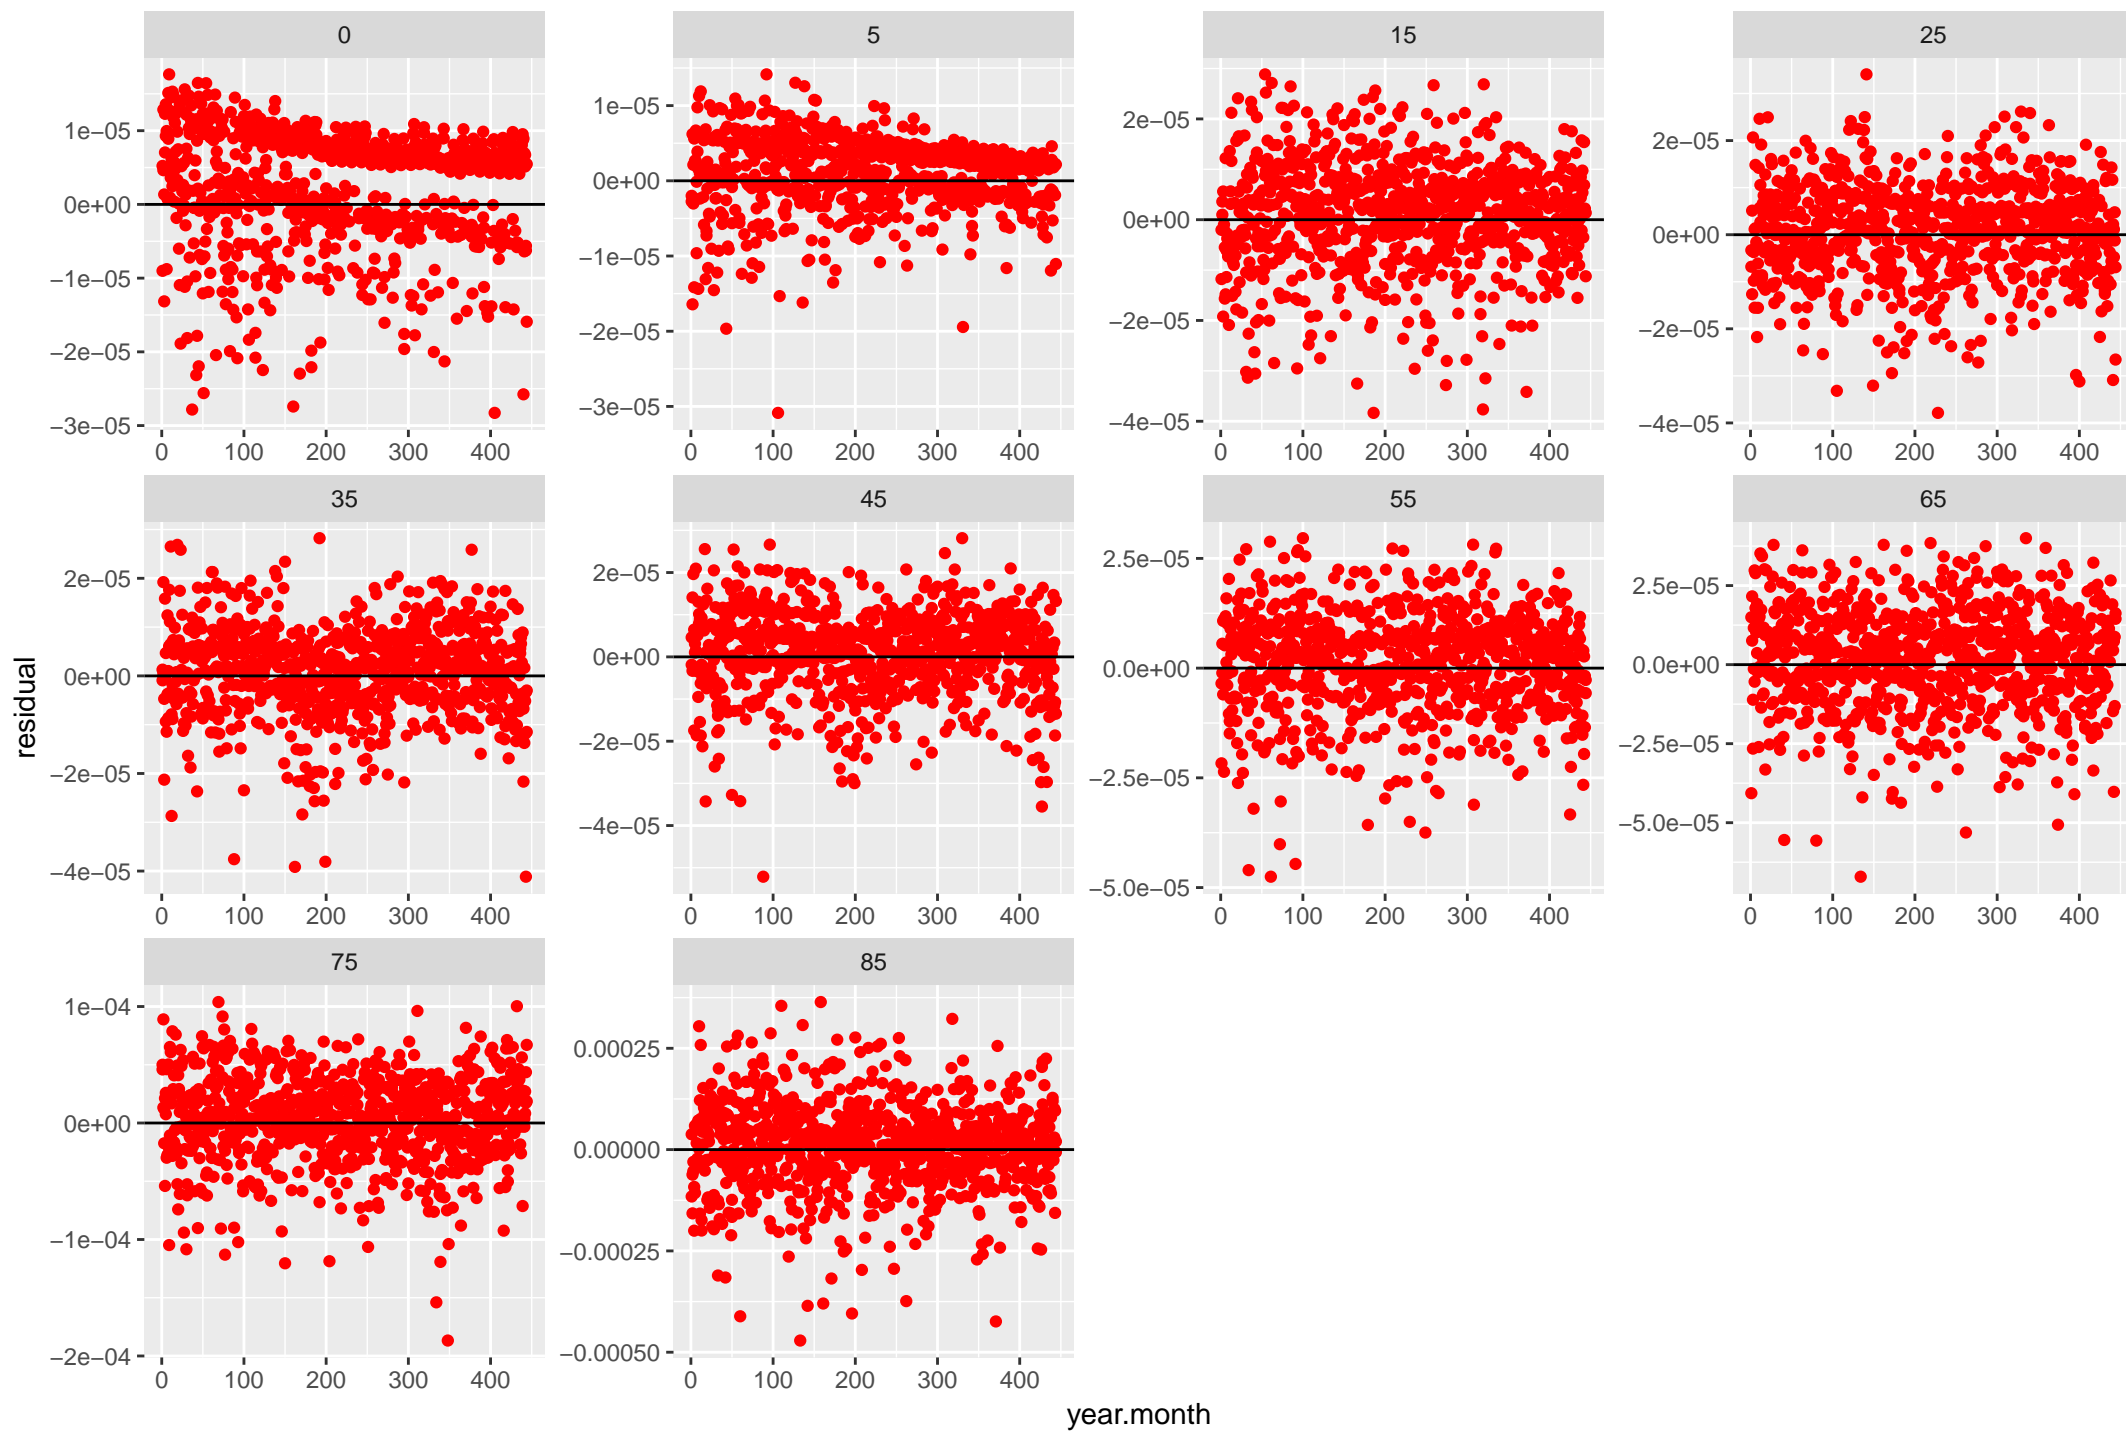 0 5 15 25
1e−05 1e−05 2e−05 2e−05
0e+00 0e+00 0e+00 0e+00
−1e−05 −1e−05 −2e−05 −2e−05
−2e−05 −2e−05 −4e−05 −4e−05
−3e−05 −3e−05
0 100 200 300 400 0 100 200 300 400 0 100 200 300 400 0 100 200 300 400
35 45 55 65
2e−05 2e−05 2.5e−05 2.5e−05
0e+00 0e+00 0.0e+00 0.0e+00
−2e−05 −2e−05 −2.5e−05 −2.5e−05
−4e−05 −4e−05 −5.0e−05 −5.0e−05
0 100 200 300 400 0 100 200 300 400 0 100 200 300 400 0 100 200 300 400
residual
75 85
1e−04 0.00025
0e+00 0.00000
−1e−04 −0.00025
−2e−04 −0.00050
0 100 200 300 400 0 100 200 300 400
year.month